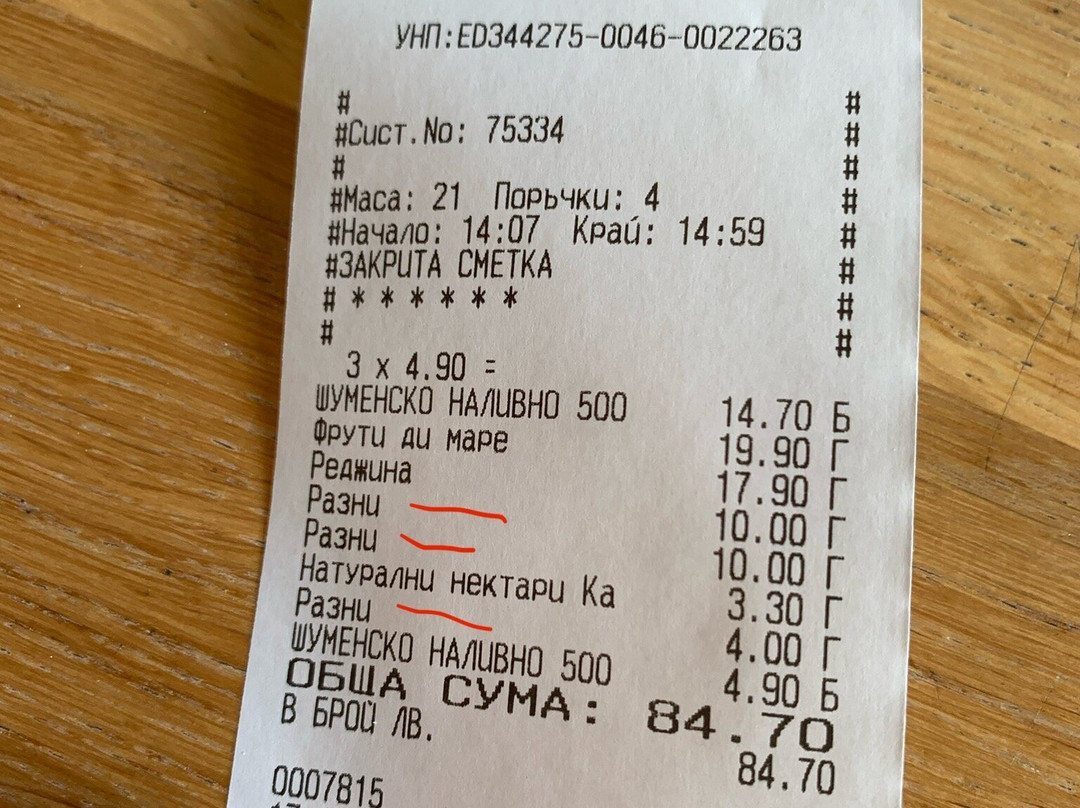 УНП:ED344275-0046-0022263
# #
#Сист.No: 75334 #
# #
#Маса: 21 Поръчки: 4 #
#Начало: 14:07 Край: 14:59 #
#ЗАКРИТА СМЕТКА #
# * * * * * * #
# #
3 x 4.90 =
ШУМЕНСКО НАЛИВНО 500 14.70 Б
Фрути ди маре 19.90 Г
Реджина 17.90 Г
Разни 10.00 Г
Разни 10.00 Г
Натурални нектари Ка 3.30 Г
Разни 4.00 Г
ШУМЕНСКО НАЛИВНО 500 4.90 Б
ОБЩА СУМА: 84.70
В БРОЙ ЛВ. 84.70
0007815